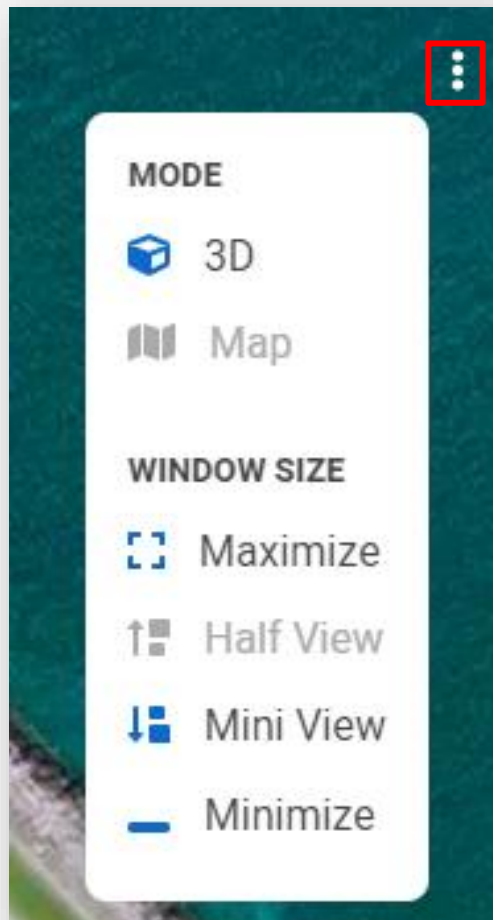 MODE
3D
Map
WINDOW SIZE
Maximize
Half View
Mini View
Minimize